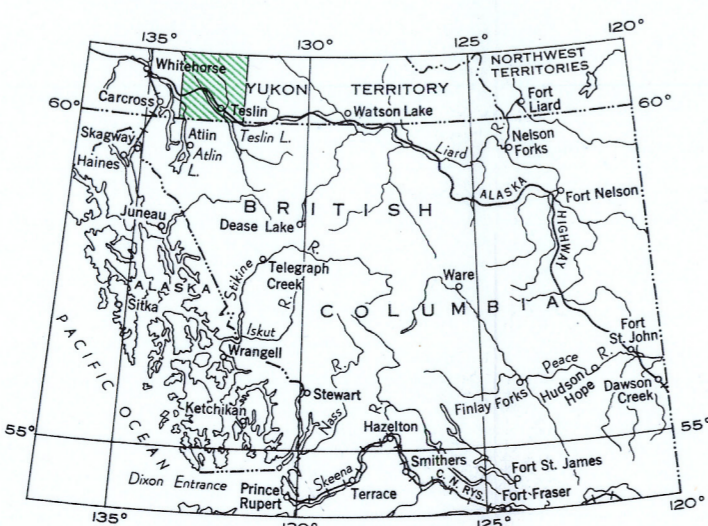 135°
130°
125°
120°
Whitehorse
YUKON TERRITORY
NORTHWEST
TERRITORIES
Carcross
Teslin
Watson Lake
Fort
Liard
60°
60°
Skagway
Atlin
Teslin L.
Haines
Atlin
L.
Liard
R.
Nelson
Forks
ALASKA
HIGHWAY
Fort Nelson
Juneau
BRITISH
Dease Lake
Stikine
R.
Telegraph
Creek
Ware
ALASKA
Sitka
R.
COLUMBIA
Iskut
Wrangell
Fort
St. John
PACIFIC OCEAN
Stewart
R.
Peace
R.
Finlay Forks
Hudson
Hope
Dawson
Creek
Ketchikan
Nass
R.
Hazelton
55°
55°
Dixon Entrance
Skeena
Smithers
C.N. RYS.
Fort St. James
Prince
Rupert
Terrace
Fort Fraser
135°
130°
125°
120°